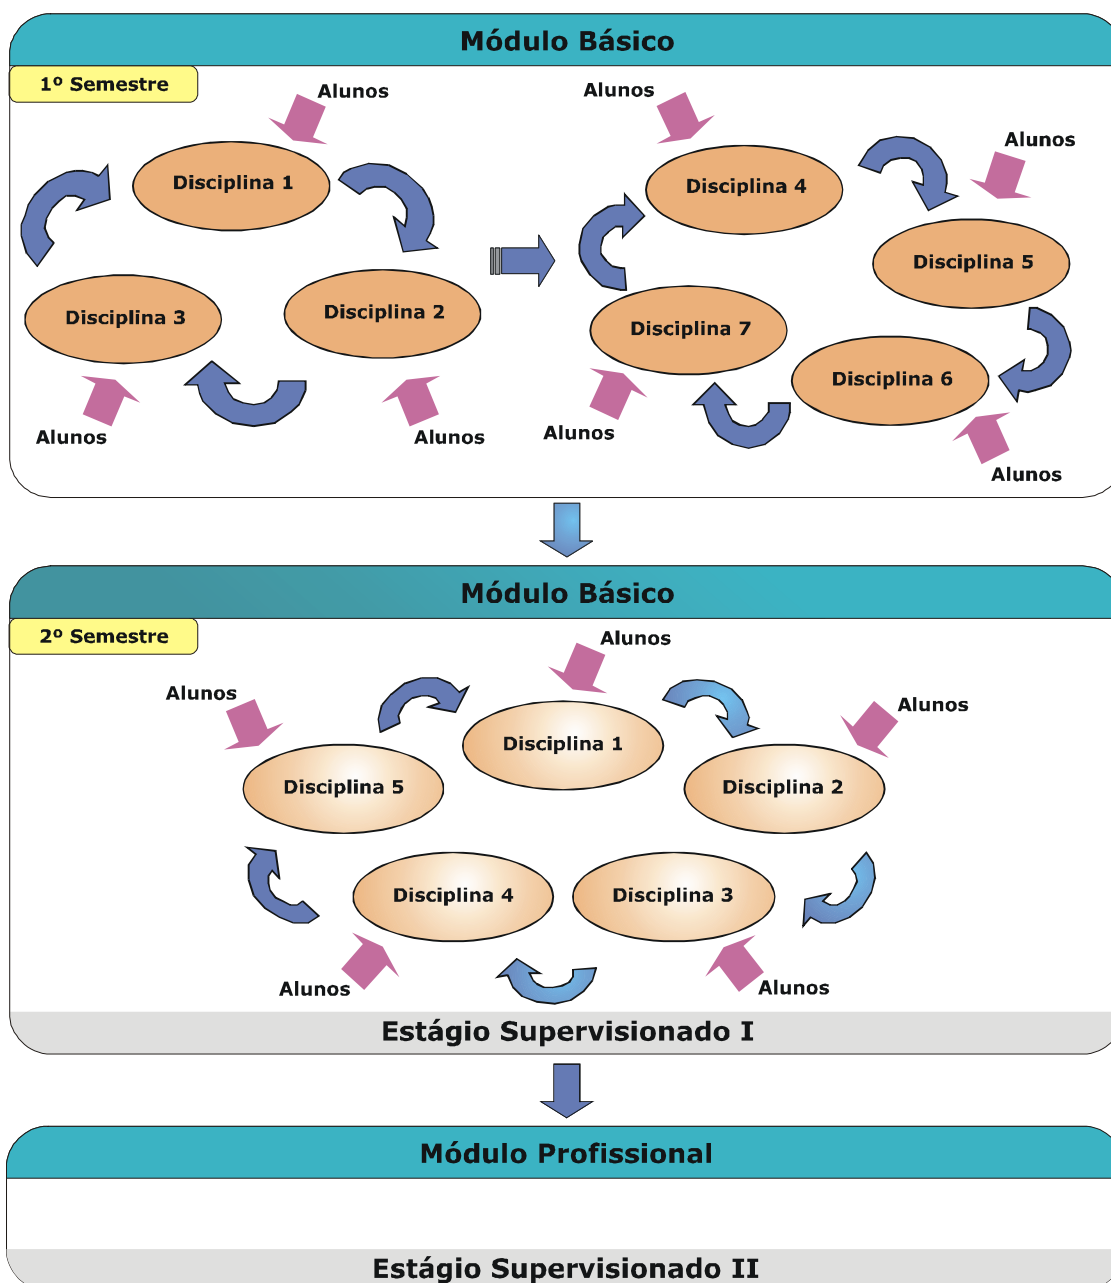 Módulo Básico
1º Semestre
Alunos
Disciplina 1
Disciplina 3
Disciplina 2
Alunos
Alunos
Alunos
Disciplina 4
Alunos
Disciplina 5
Disciplina 7
Disciplina 6
Alunos
Alunos
Módulo Básico
2º Semestre
Alunos
Alunos
Alunos
Disciplina 1
Disciplina 5
Disciplina 2
Disciplina 4
Disciplina 3
Alunos
Alunos
Estágio Supervisionado I
Módulo Profissional
Estágio Supervisionado II